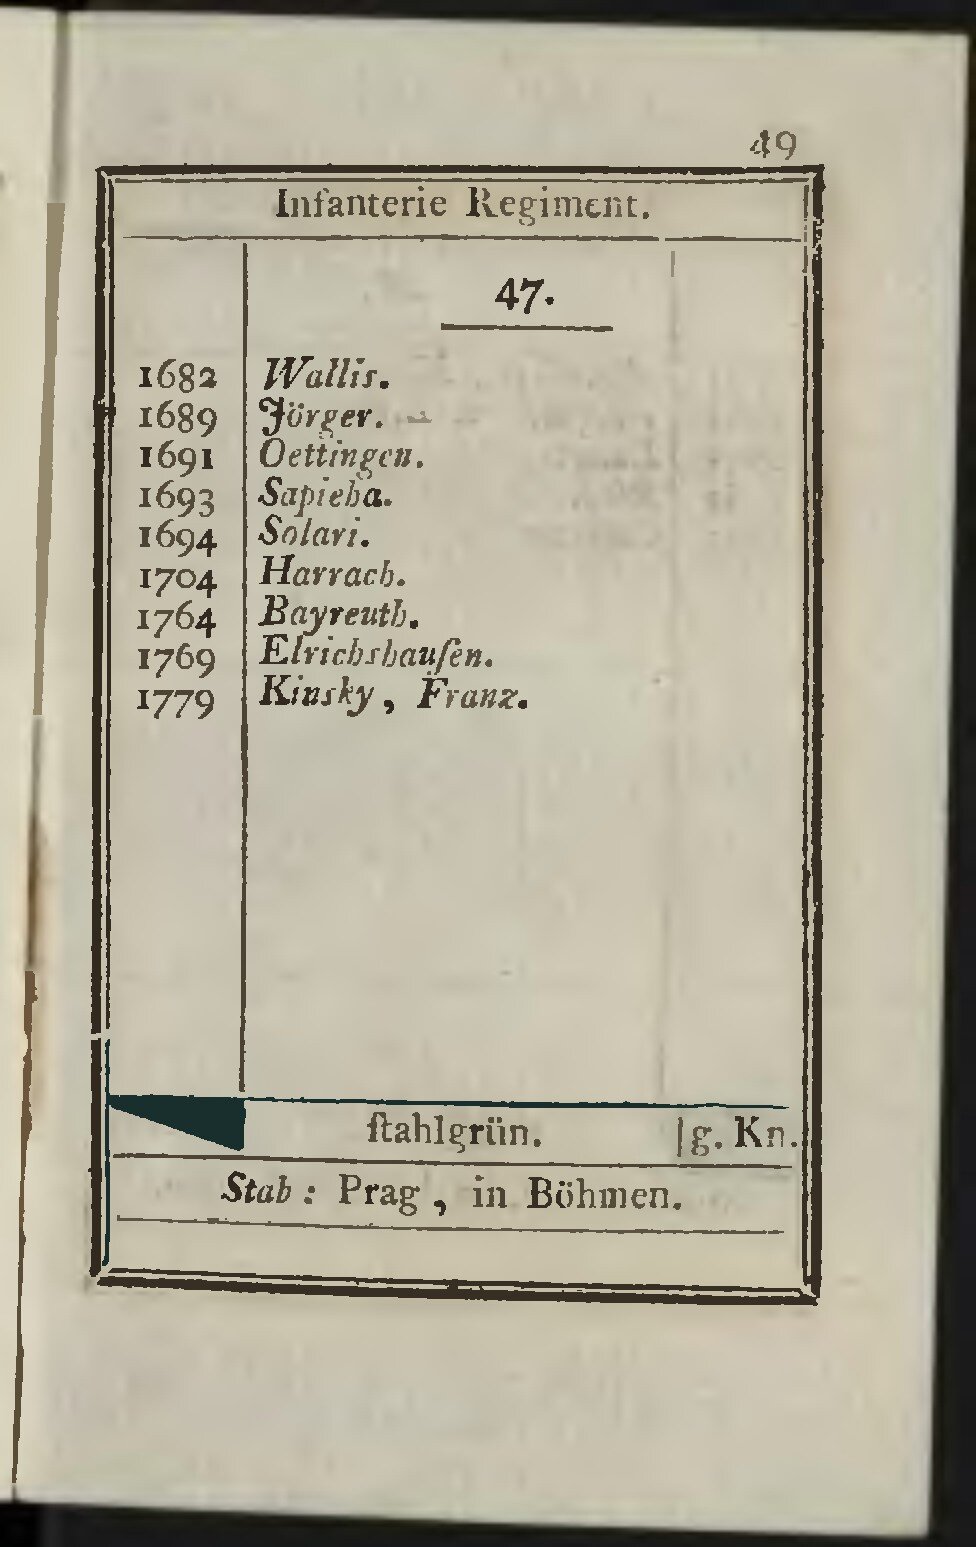 49
Infanterie Regiment.
47.
1682 Wallis.
1689 Jörger.
1691 Oettingen.
1693 Sapieha.
1694 Solari.
1704 Harrach.
1764 Bayreuth.
1769 Elrichshauſen.
1779 Kinsky, Franz.
ſtahlgrün. g. Kn.
Stab: Prag, in Böhmen.